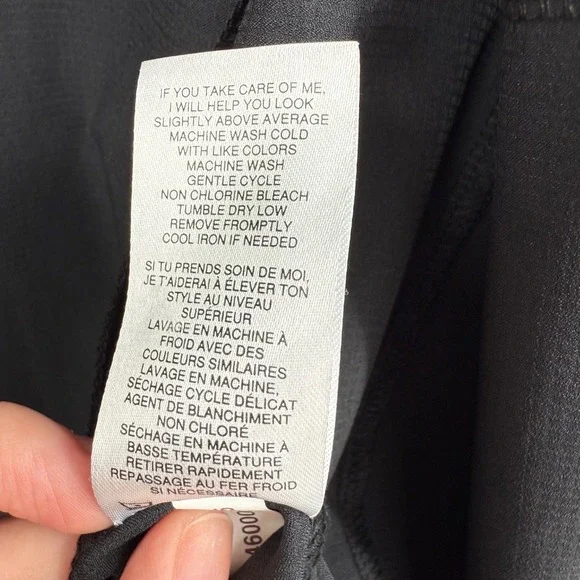 IF YOU TAKE CARE OF ME,
I WILL HELP YOU LOOK
SLIGHTLY ABOVE AVERAGE
MACHINE WASH COLD
WITH LIKE COLORS
MACHINE WASH
GENTLE CYCLE
NON CHLORINE BLEACH
TUMBLE DRY LOW
REMOVE FROMPTLY
COOL IRON IF NEEDED
SI TU PRENDS SOIN DE MOI,
JE T'AIDERAI À ÉLEVER TON
STYLE AU NIVEAU
SUPÉRIEUR
LAVAGE EN MACHINE À
FROID AVEC DES
COULEURS SIMILAIRES
LAVAGE EN MACHINE,
SÉCHAGE CYCLE DÉLICAT
AGENT DE BLANCHIMENT
NON CHLORÉ
SÉCHAGE EN MACHINE À
BASSE TEMPÉRATURE
RETIRER RAPIDEMENT
REPASSAGE AU FER FROID
SI NÉCESSAIRE